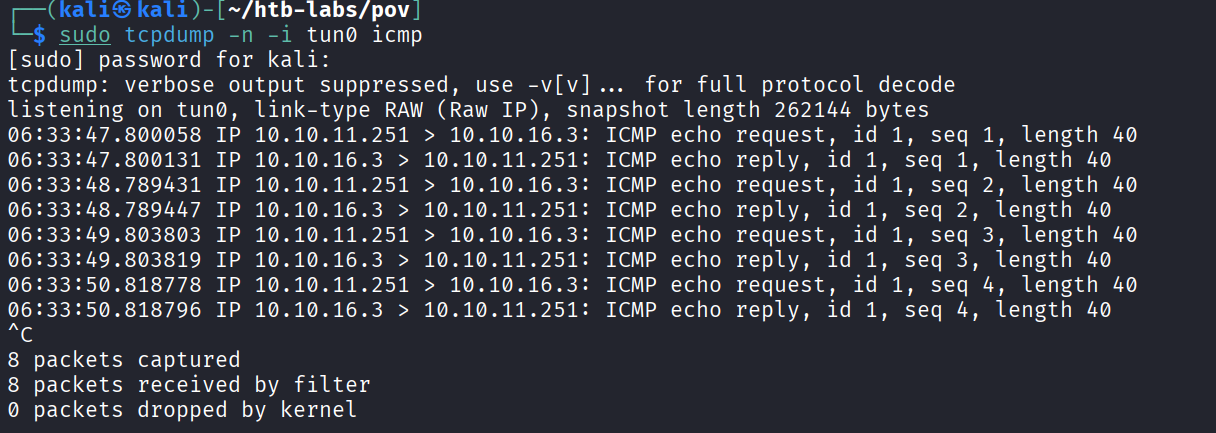 ┌──(kali㉿kali)-[~/htb-labs/pov]
└─$ sudo tcpdump -n -i tun0 icmp
[sudo] password for kali:
tcpdump: verbose output suppressed, use -v[v]... for full protocol decode
listening on tun0, link-type RAW (Raw IP), snapshot length 262144 bytes
06:33:47.800058 IP 10.10.11.251 > 10.10.16.3: ICMP echo request, id 1, seq 1, length 40
06:33:47.800131 IP 10.10.16.3 > 10.10.11.251: ICMP echo reply, id 1, seq 1, length 40
06:33:48.789431 IP 10.10.11.251 > 10.10.16.3: ICMP echo request, id 1, seq 2, length 40
06:33:48.789447 IP 10.10.16.3 > 10.10.11.251: ICMP echo reply, id 1, seq 2, length 40
06:33:49.803803 IP 10.10.11.251 > 10.10.16.3: ICMP echo request, id 1, seq 3, length 40
06:33:49.803819 IP 10.10.16.3 > 10.10.11.251: ICMP echo reply, id 1, seq 3, length 40
06:33:50.818778 IP 10.10.11.251 > 10.10.16.3: ICMP echo request, id 1, seq 4, length 40
06:33:50.818796 IP 10.10.16.3 > 10.10.11.251: ICMP echo reply, id 1, seq 4, length 40
^C
8 packets captured
8 packets received by filter
0 packets dropped by kernel